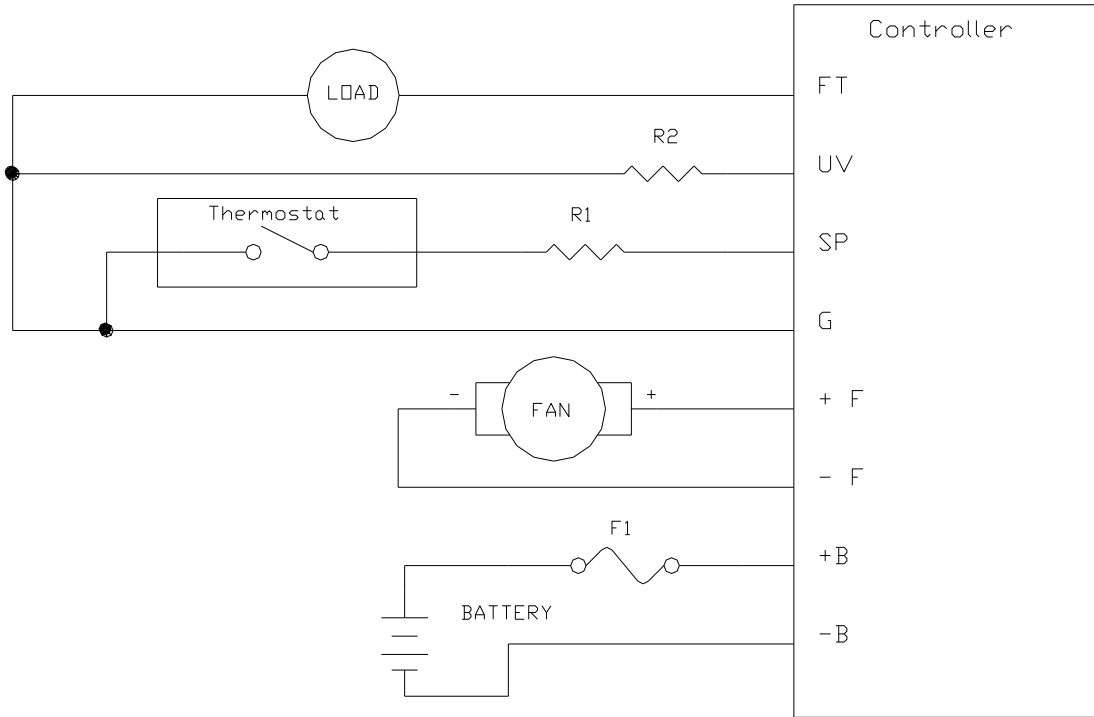 Controller
LOAD
FT
R2
UV
Thermostat
R1
SP
G
- FAN +
+ F
- F
F1
+B
BATTERY
-B